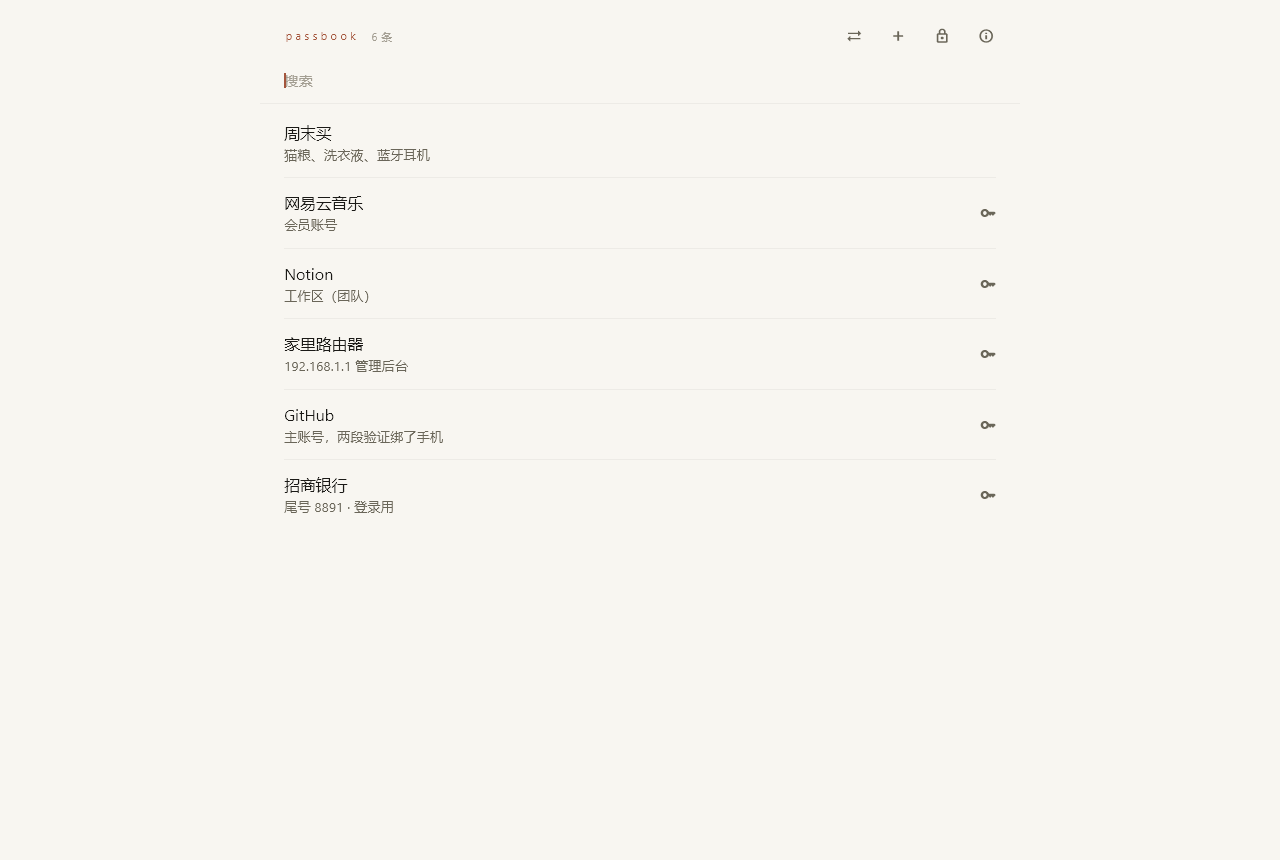 passbook 6 条
搜索
周末买
猫粮、洗衣液、蓝牙耳机
网易云音乐
会员账号
Notion
工作区（团队）
家里路由器
192.168.1.1 管理后台
GitHub
主账号，两段验证绑了手机
招商银行
尾号 8891 · 登录用